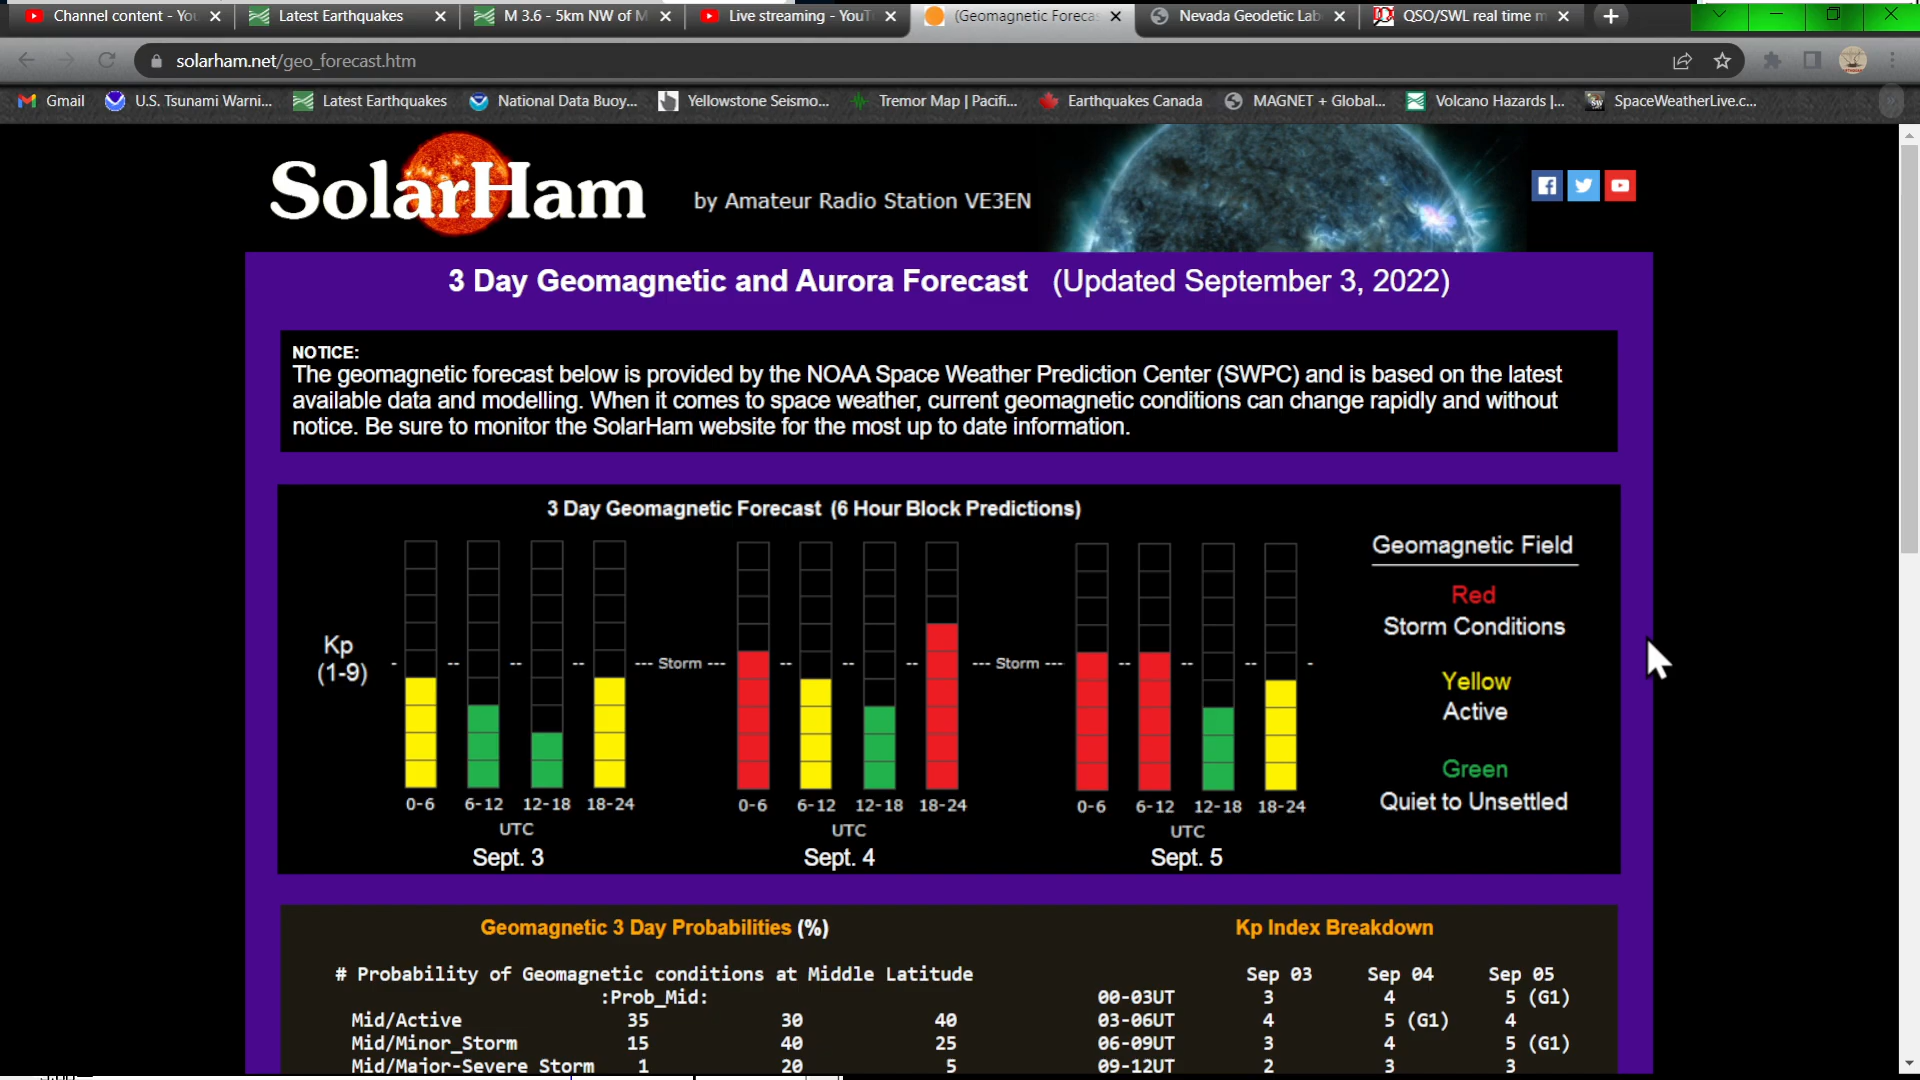 Channel content - You
Latest Earthquakes
M 3.6 - 5km NW of M
Live streaming - YouTu
(Geomagnetic Forecas
Nevada Geodetic Lab
QSO/SWL real time m
solarham.net/geo_forecast.htm
Gmail
U.S. Tsunami Warni...
Latest Earthquakes
National Data Buoy...
Yellowstone Seismo...
Tremor Map | Pacifi...
Earthquakes Canada
MAGNET + Global...
Volcano Hazards |...
SpaceWeatherLive.c...
SolarHam
by Amateur Radio Station VE3EN
3 Day Geomagnetic and Aurora Forecast (Updated September 3, 2022)
NOTICE:
The geomagnetic forecast below is provided by the NOAA Space Weather Prediction Center (SWPC) and is based on the latest
available data and modelling. When it comes to space weather, current geomagnetic conditions can change rapidly and without
notice. Be sure to monitor the SolarHam website for the most up to date information.
3 Day Geomagnetic Forecast (6 Hour Block Predictions)
Kp
(1-9)
- -- -- -- --- Storm --- -- -- -- --- Storm --- -- -- -- -
0-6 6-12 12-18 18-24
UTC
Sept. 3
0-6 6-12 12-18 18-24
UTC
Sept. 4
0-6 6-12 12-18 18-24
UTC
Sept. 5
Geomagnetic Field
Red
Storm Conditions
Yellow
Active
Green
Quiet to Unsettled
Geomagnetic 3 Day Probabilities (%)
# Probability of Geomagnetic conditions at Middle Latitude
:Prob_Mid:
Mid/Active 35 30 40
Mid/Minor_Storm 15 40 25
Mid/Major-Severe Storm 1 20 5
Kp Index Breakdown
Sep 03 Sep 04 Sep 05
00-03UT 3 4 5 (G1)
03-06UT 4 5 (G1) 4
06-09UT 3 4 5 (G1)
09-12UT 2 3 3